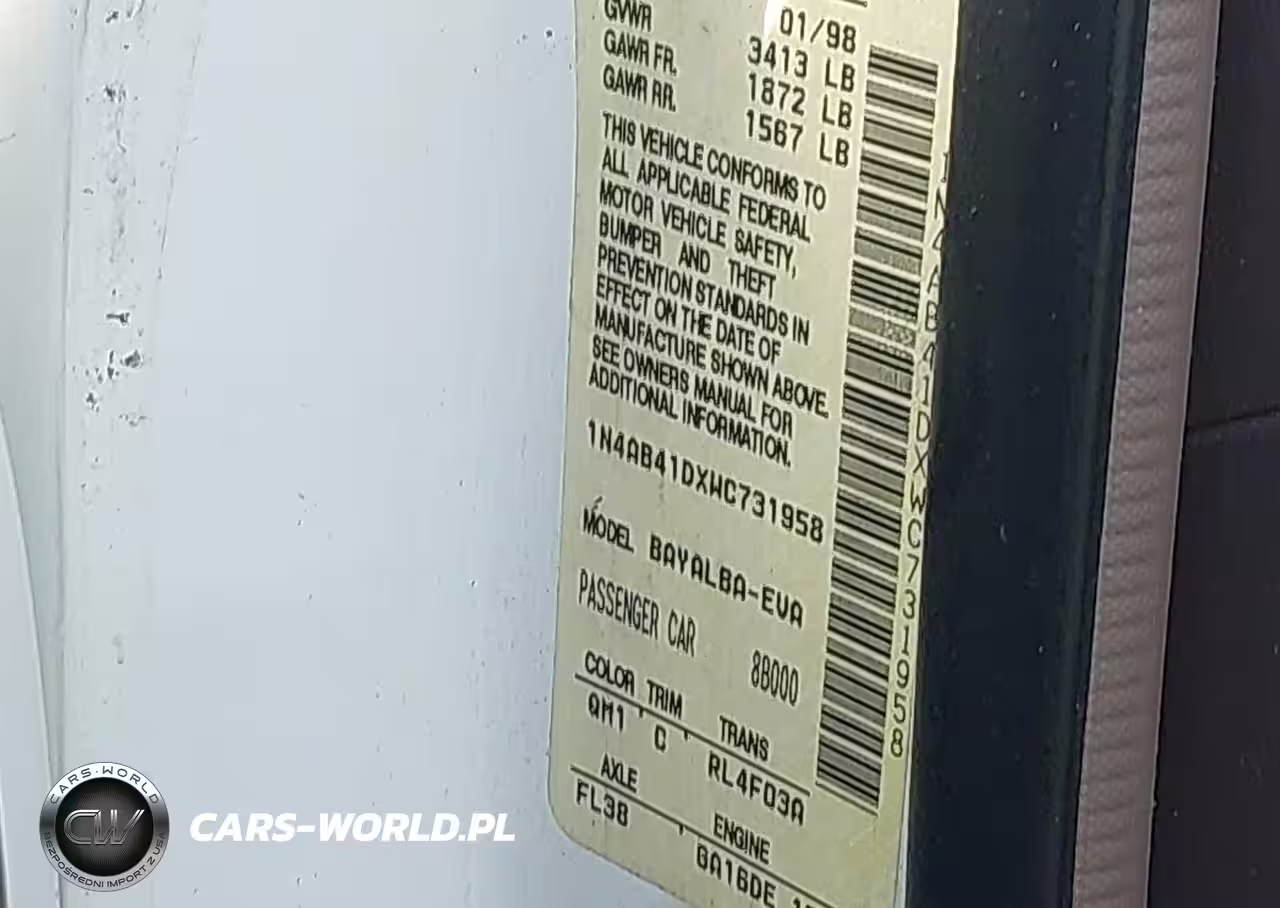 01/98
GVWR 3413 LB
GAWR FR. 1872 LB
GAWR RR. 1567 LB
THIS VEHICLE CONFORMS TO
ALL APPLICABLE FEDERAL
MOTOR VEHICLE SAFETY,
BUMPER AND THEFT
PREVENTION STANDARDS IN
EFFECT ON THE DATE OF
MANUFACTURE SHOWN ABOVE.
SEE OWNERS MANUAL FOR
ADDITIONAL INFORMATION.
1N4AB41DXWC731958
MODEL BAYALBA-EVA
PASSENGER CAR 88000
COLOR TRIM TRANS
QM1 C RL4F03A
AXLE ENGINE
FL38 GA16DE
1N4AB41DXWC731958
CARS-WORLD
CW
BEZPOŚREDNI IMPORT Z USA
CARS-WORLD.PL